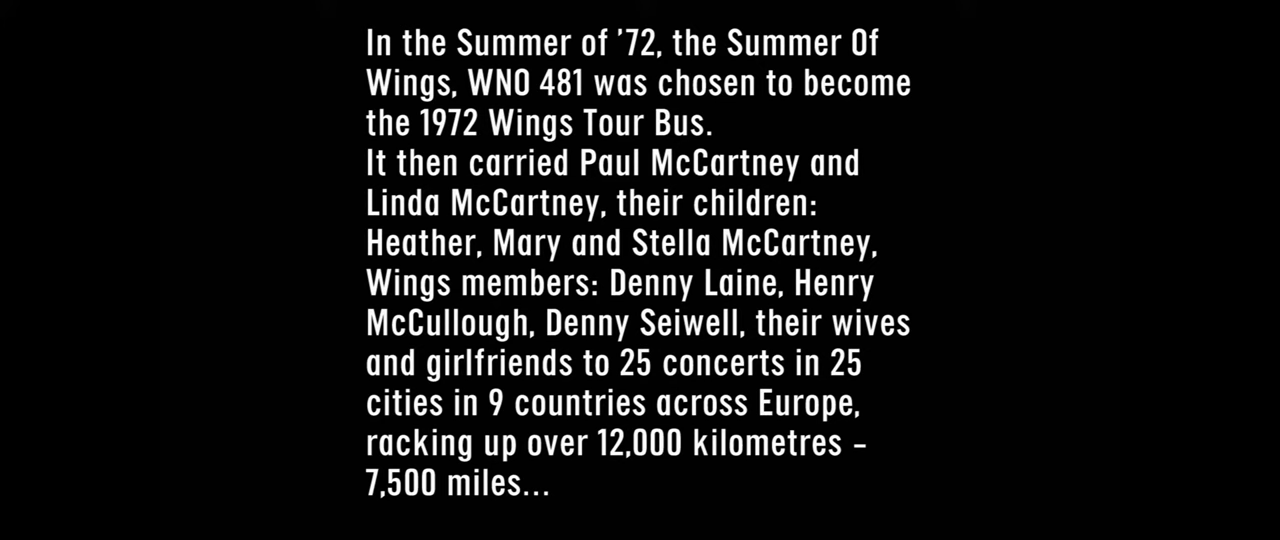 In the Summer of ’72, the Summer Of
Wings, WNO 481 was chosen to become
the 1972 Wings Tour Bus.
It then carried Paul McCartney and
Linda McCartney, their children:
Heather, Mary and Stella McCartney,
Wings members: Denny Laine, Henry
McCullough, Denny Seiwell, their wives
and girlfriends to 25 concerts in 25
cities in 9 countries across Europe,
racking up over 12,000 kilometres –
7,500 miles...